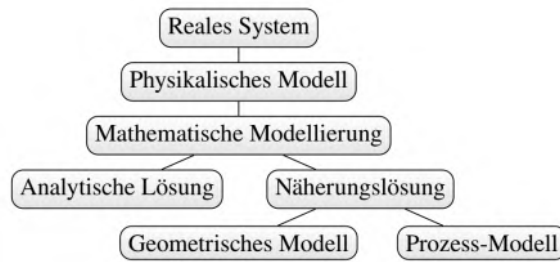 Reales System
Physikalisches Modell
Mathematische Modellierung
Analytische Lösung
Näherungslösung
Geometrisches Modell
Prozess-Modell